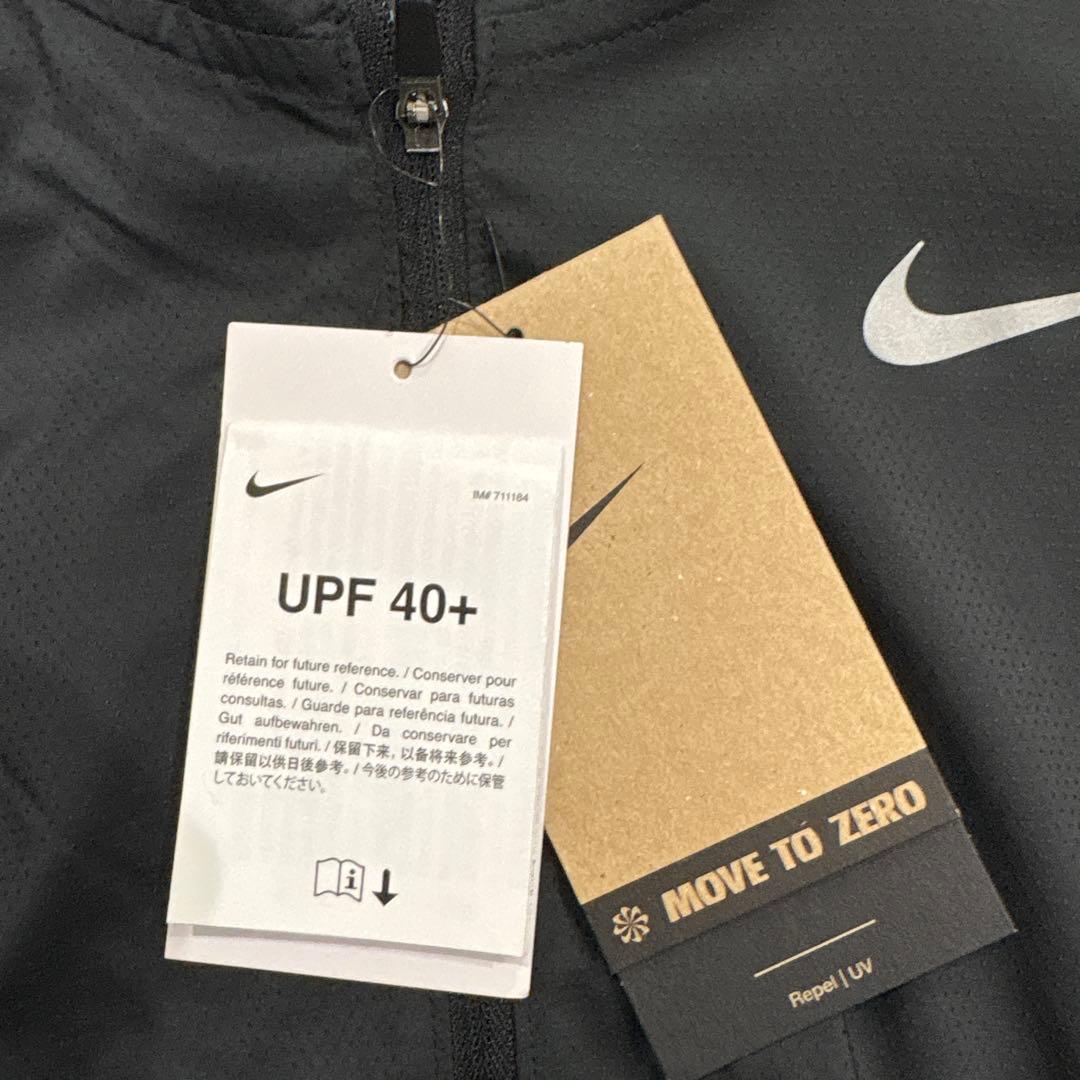 IM# 711184
UPF 40+
Retain for future reference. / Conserver pour
référence future. / Conservar para futuras
consultas. / Guarde para referência futura. /
Gut aufbewahren. / Da conservare per
riferimenti futuri. / 保留下来，以备将来参考。/
請保留以供日後參考。/ 今後の参考のために保管
しておいてください。
MOVE TO ZERO
Repel | UV